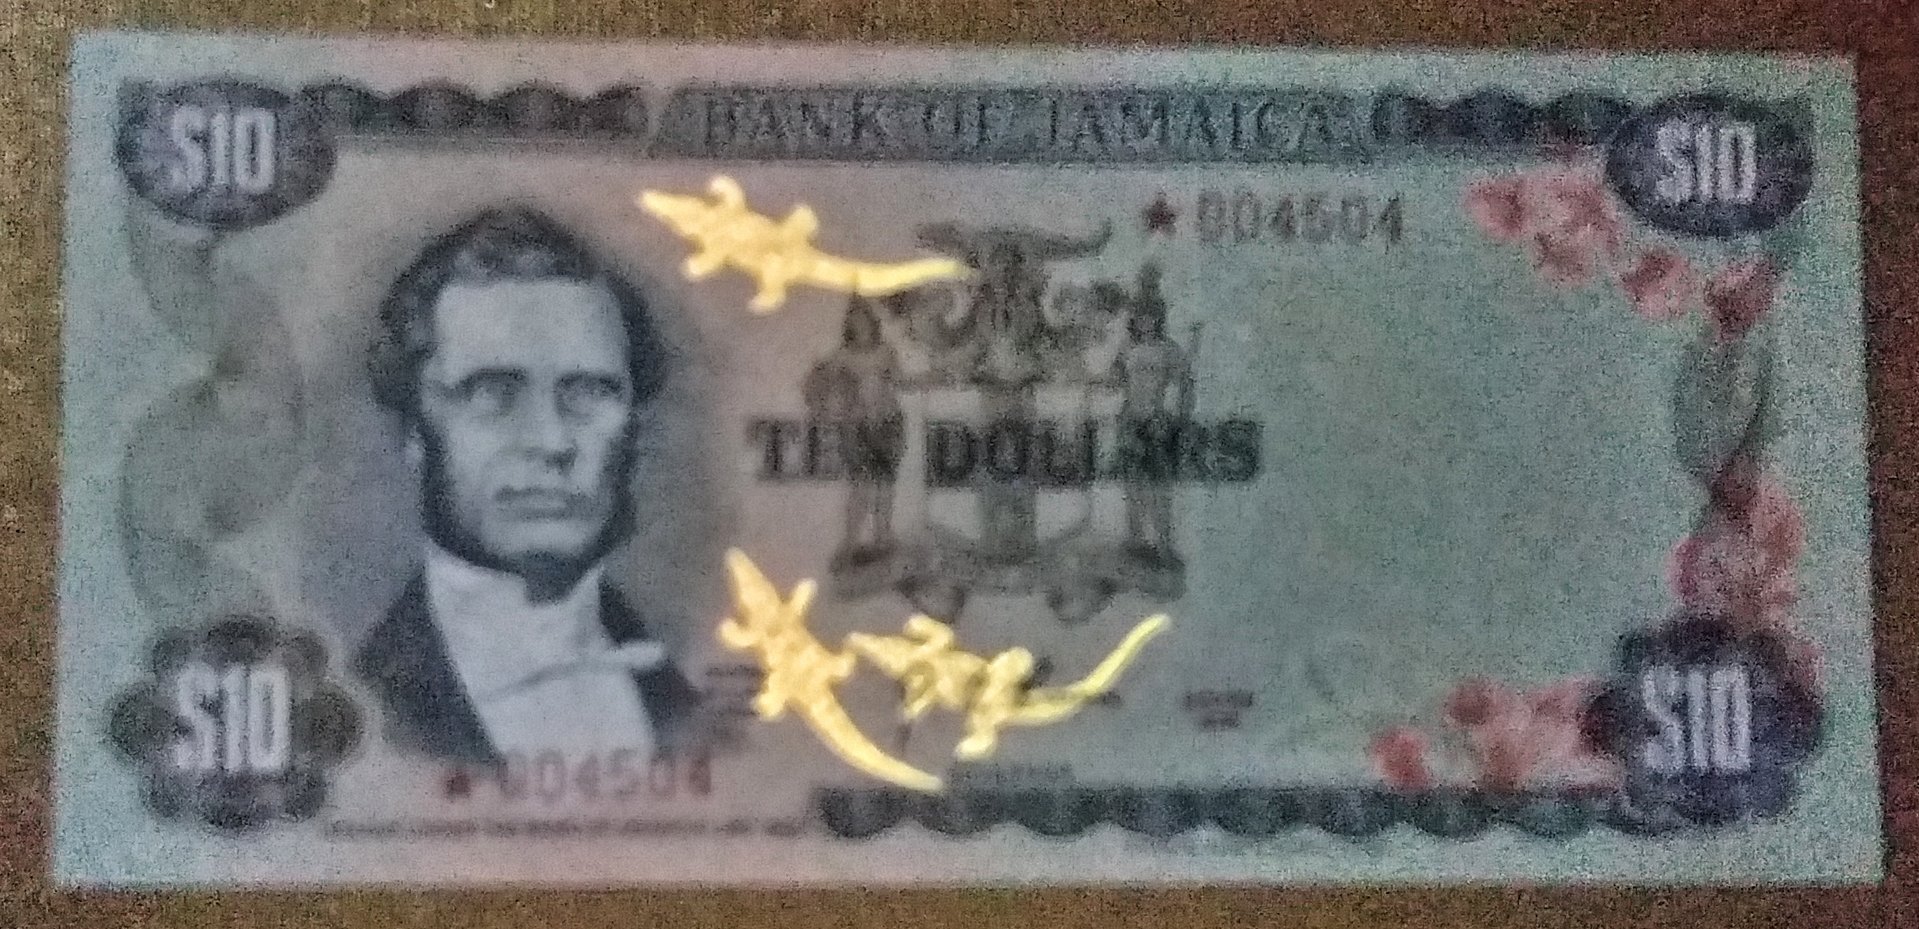 $10 BANK OF JAMAICA $10
★004504
TEN DOLLARS
$10 $10
★004504